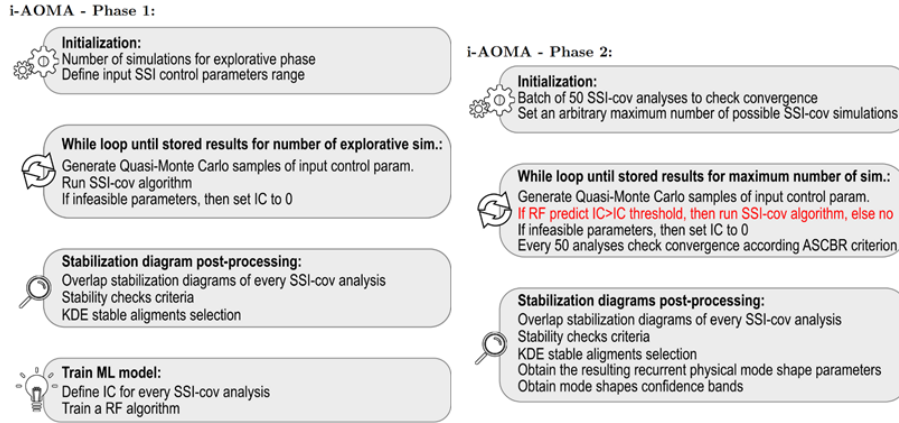 i-AOMA - Phase 1:
Initialization:
Number of simulations for explorative phase
Define input SSI control parameters range
While loop until stored results for number of explorative sim.:
Generate Quasi-Monte Carlo samples of input control param.
Run SSI-cov algorithm
If infeasible parameters, then set IC to 0
Stabilization diagram post-processing:
Overlap stabilization diagrams of every SSI-cov analysis
Stability checks criteria
KDE stable aligments selection
Train ML model:
Define IC for every SSI-cov analysis
Train a RF algorithm
i-AOMA - Phase 2:
Initialization:
Batch of 50 SSI-cov analyses to check convergence
Set an arbitrary maximum number of possible SSI-cov simulations
While loop until stored results for maximum number of sim.:
Generate Quasi-Monte Carlo samples of input control param.
If RF predict IC>IC threshold, then run SSI-cov algorithm, else no
If infeasible parameters, then set IC to 0
Every 50 analyses check convergence according ASCBR criterion
Stabilization diagrams post-processing:
Overlap stabilization diagrams of every SSI-cov analysis
Stability checks criteria
KDE stable aligments selection
Obtain the resulting recurrent physical mode shape parameters
Obtain mode shapes confidence bands